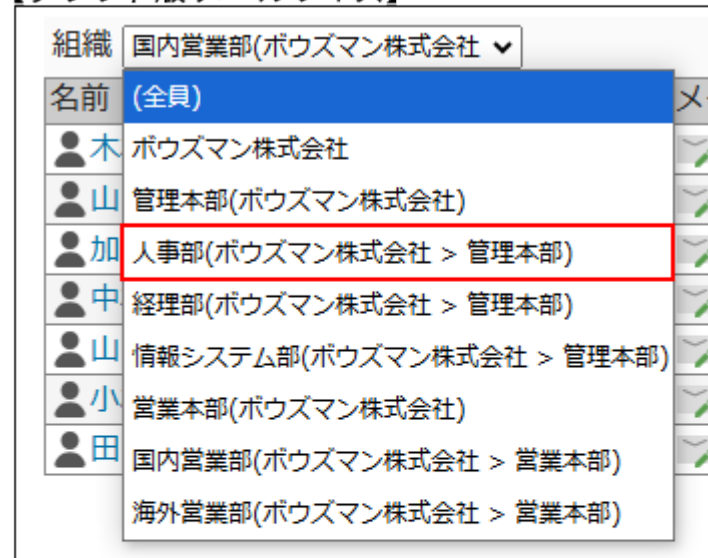 組織 国内営業部(ボウズマン株式会社
名前
(全員)
ボウズマン株式会社
管理本部(ボウズマン株式会社)
人事部(ボウズマン株式会社 > 管理本部)
経理部(ボウズマン株式会社 > 管理本部)
情報システム部(ボウズマン株式会社 > 管理本部)
営業本部(ボウズマン株式会社)
国内営業部(ボウズマン株式会社 > 営業本部)
海外営業部(ボウズマン株式会社 > 営業本部)
木
山
加
中
山
小
田